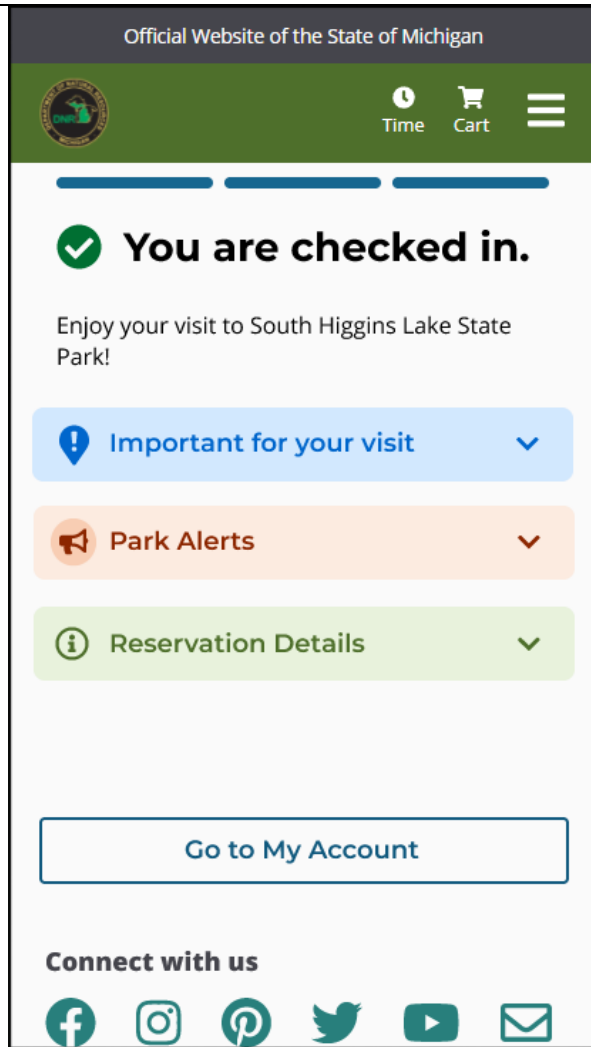 Official Website of the State of Michigan
DNR
Time Cart
You are checked in.
Enjoy your visit to South Higgins Lake State
Park!
Important for your visit
Park Alerts
Reservation Details
Go to My Account
Connect with us